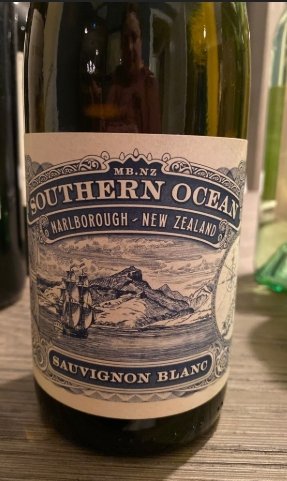 MB.NZ
SOUTHERN OCEAN
MARLBOROUGH - NEW ZEALAND
SAUVIGNON BLANC